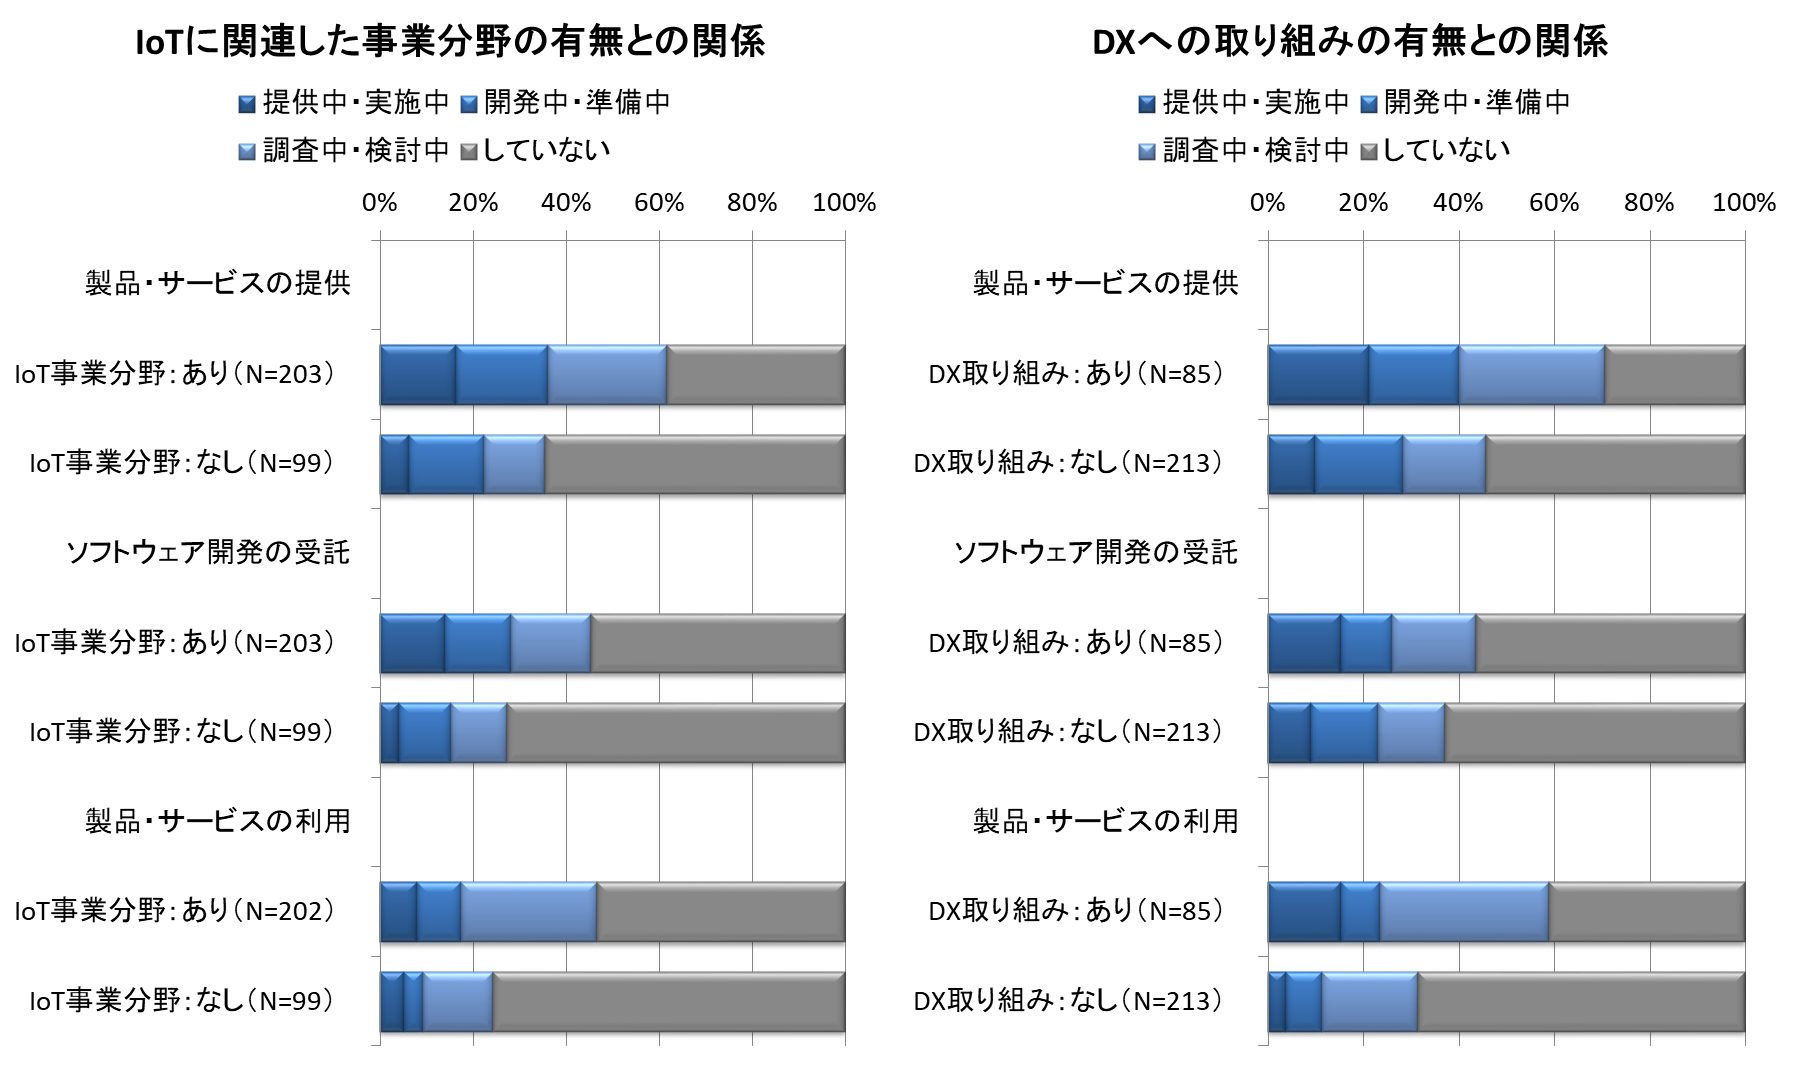 IoTに関連した事業分野の有無との関係
提供中・実施中 開発中・準備中
調査中・検討中 していない
0% 20% 40% 60% 80% 100%
製品・サービスの提供
IoT事業分野：あり（N=203）
IoT事業分野：なし（N=99）
ソフトウェア開発の受託
IoT事業分野：あり（N=203）
IoT事業分野：なし（N=99）
製品・サービスの利用
IoT事業分野：あり（N=202）
IoT事業分野：なし（N=99）
DXへの取り組みの有無との関係
提供中・実施中 開発中・準備中
調査中・検討中 していない
0% 20% 40% 60% 80% 100%
製品・サービスの提供
DX取り組み：あり（N=85）
DX取り組み：なし（N=213）
ソフトウェア開発の受託
DX取り組み：あり（N=85）
DX取り組み：なし（N=213）
製品・サービスの利用
DX取り組み：あり（N=85）
DX取り組み：なし（N=213）